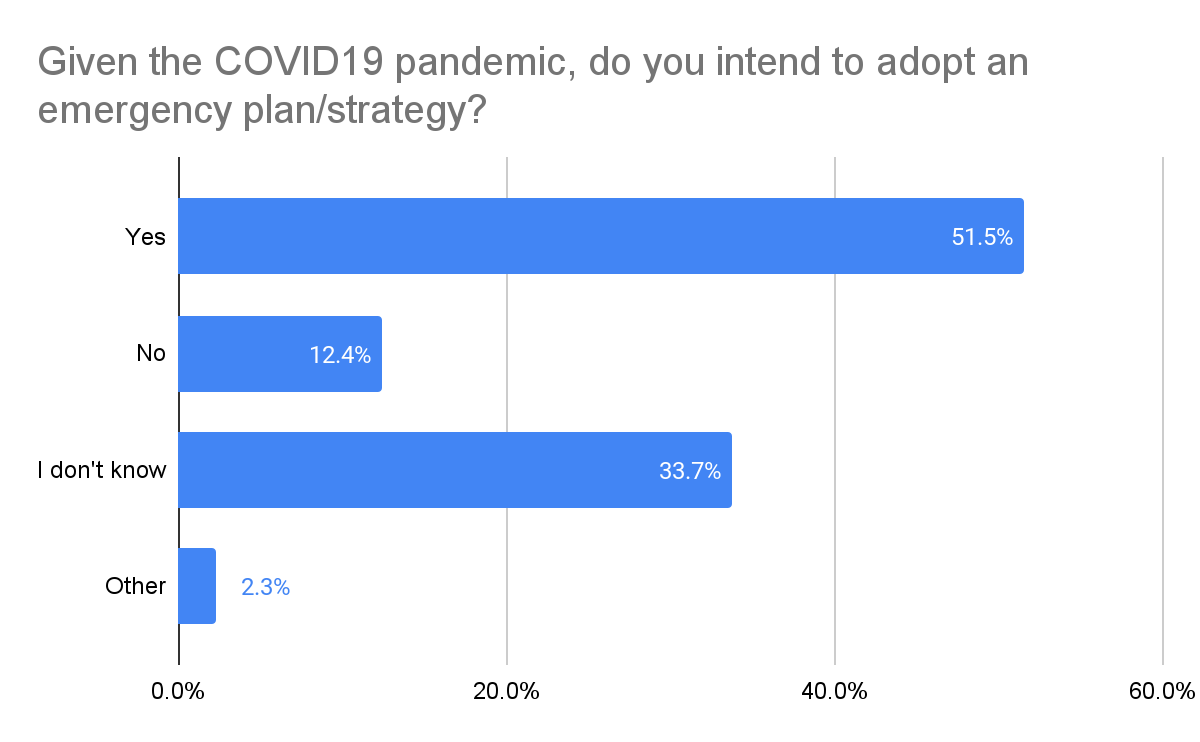 Given the COVID19 pandemic, do you intend to adopt an
emergency plan/strategy?
Yes
51.5%
No
12.4%
I don't know
33.7%
Other
2.3%
0.0%
20.0%
40.0%
60.0%